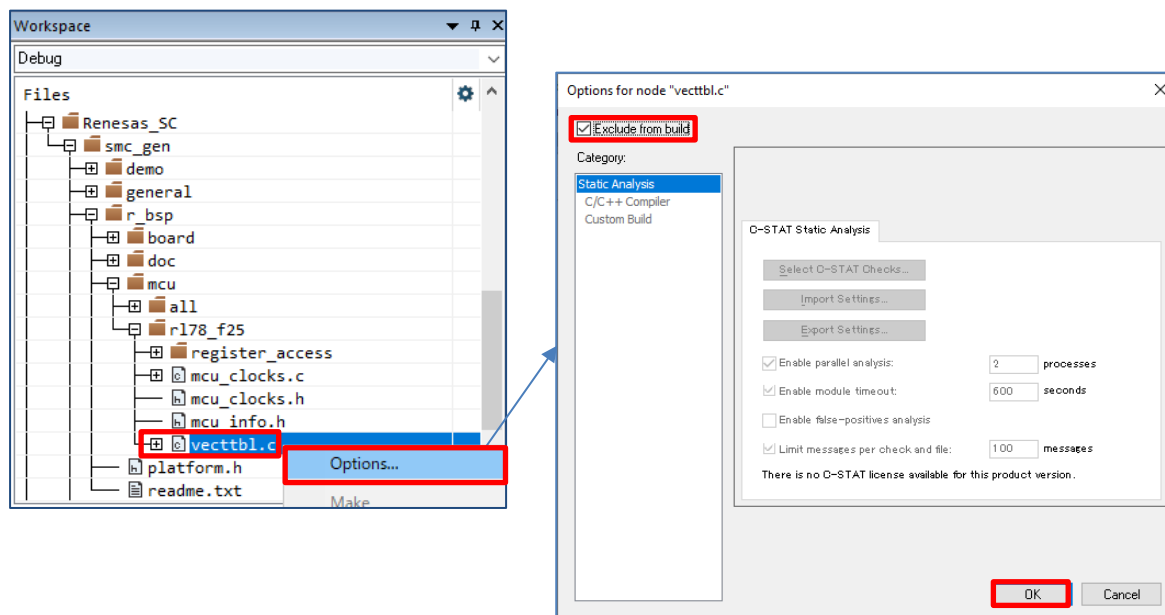 Workspace
Debug
Files
Renesas_SC
smc_gen
demo
general
r_bsp
board
doc
mcu
all
rl78_f25
register_access
mcu_clocks.c
mcu_clocks.h
mcu_info.h
vecttbl.c
platform.h
readme.txt
Options...
Make
Options for node "vecttbl.c"
Exclude from build
Category:
Static Analysis
C/C++ Compiler
Custom Build
C-STAT Static Analysis
Select C-STAT Checks...
Import Settings...
Export Settings...
Enable parallel analysis: 2 processes
Enable module timeout: 600 seconds
Enable false-positives analysis
Limit messages per check and file: 100 messages
There is no C-STAT license available for this product version.
OK Cancel